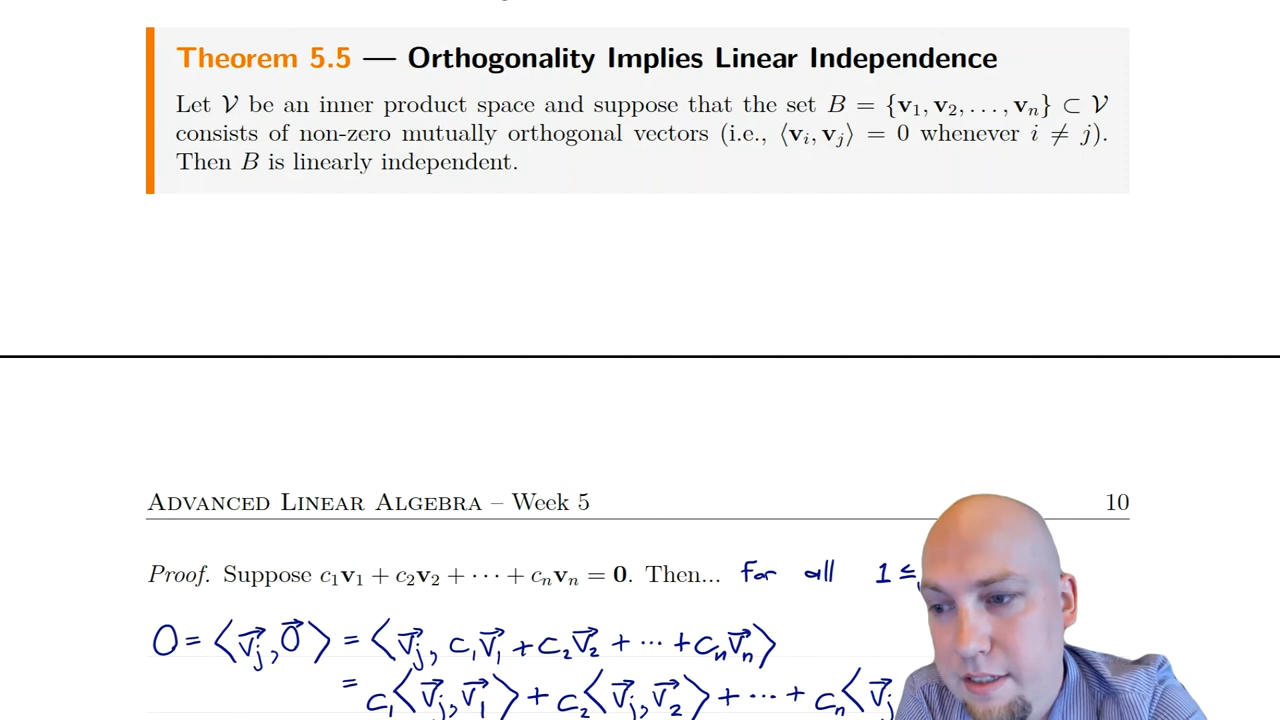 Theorem 5.5 — Orthogonality Implies Linear Independence
Let 𝒱 be an inner product space and suppose that the set B = {v₁, v₂, . . . , vₙ} ⊂ 𝒱
consists of non-zero mutually orthogonal vectors (i.e., ⟨vᵢ, vⱼ⟩ = 0 whenever i ≠ j).
Then B is linearly independent.
Advanced Linear Algebra – Week 5 10
Proof. Suppose c₁v₁ + c₂v₂ + · · · + cₙvₙ = 0. Then... for all 1 ≤
0 = ⟨v⃗ⱼ, 0⃗⟩ = ⟨v⃗ⱼ, c₁v⃗₁ + c₂v⃗₂ + ··· + cₙv⃗ₙ⟩
= c₁⟨v⃗ⱼ, v⃗₁⟩ + c₂⟨v⃗ⱼ, v⃗₂⟩ + ··· + cₙ⟨v⃗ⱼ